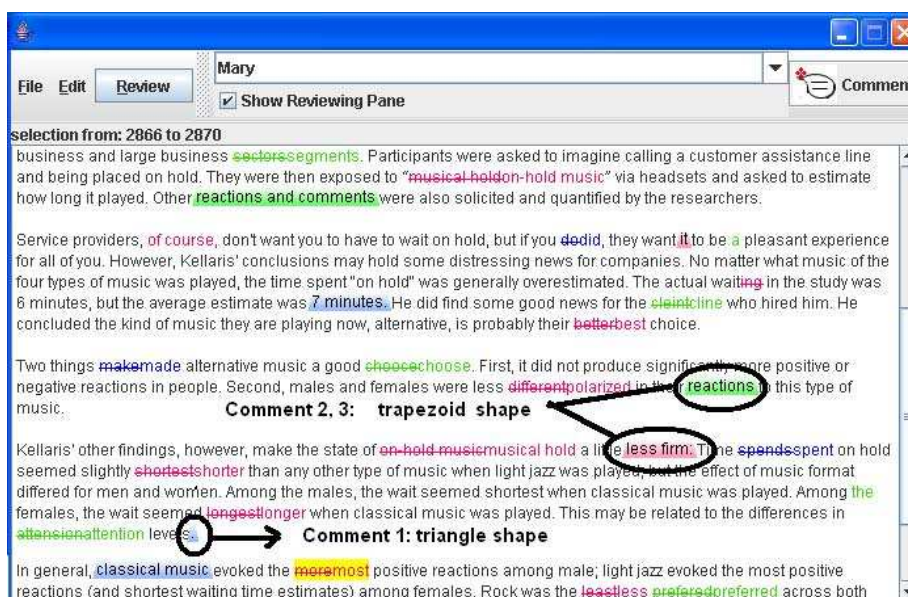 Mary
File Edit Review
Show Reviewing Pane
Commen
selection from: 2866 to 2870
business and large business sectorssegments. Participants were asked to imagine calling a customer assistance line
and being placed on hold. They were then exposed to “musical holdon-hold music” via headsets and asked to estimate
how long it played. Other reactions and comments were also solicited and quantified by the researchers.
Service providers, of course, don't want you to have to wait on hold, but if you dodid, they want it to be a pleasant experience
for all of you. However, Kellaris' conclusions may hold some distressing news for companies. No matter what music of the
four types of music was played, the time spent "on hold" was generally overestimated. The actual waiting in the study was
6 minutes, but the average estimate was 7 minutes. He did find some good news for the cleintcline who hired him. He
concluded the kind of music they are playing now, alternative, is probably their betterbest choice.
Two things makemade alternative music a good choocechoose. First, it did not produce significantly more positive or
negative reactions in people. Second, males and females were less differentpolarized in their reactions to this type of
music.
Comment 2, 3: trapezoid shape
Kellaris' other findings, however, make the state of on-hold musicmusical hold a little less firm: Time spendsspent on hold
seemed slightly shortestshorter than any other type of music when light jazz was played, but the effect of music format
differed for men and women. Among the males, the wait seemed shortest when classical music was played. Among the
females, the wait seemed longestlonger when classical music was played. This may be related to the differences in
attensionattention levels.
Comment 1: triangle shape
In general, classical music evoked the moremost positive reactions among male; light jazz evoked the most positive
reactions (and shortest waiting time estimates) among females. Rock was the leastless preferedpreferred across both